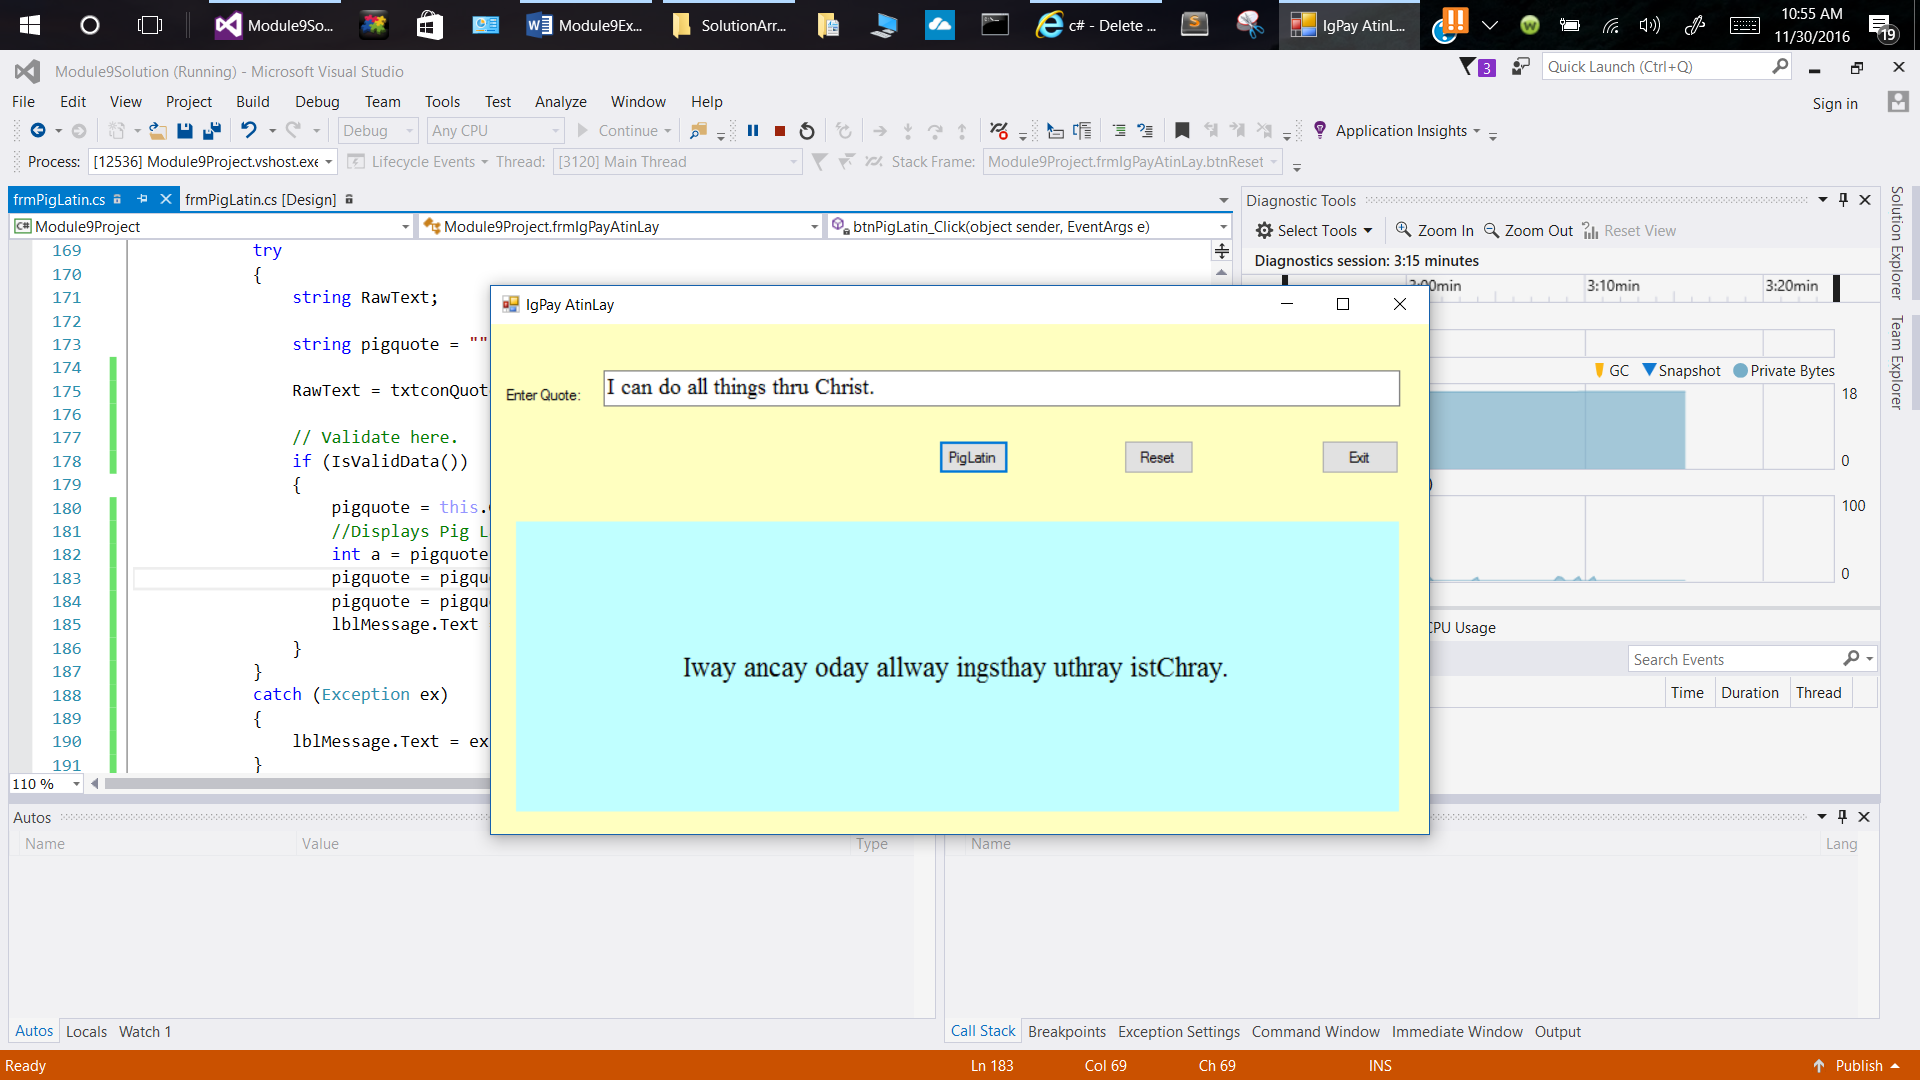 Module9So...
Module9Ex...
SolutionArr...
c# - Delete ...
IgPay AtinL...
10:55 AM
11/30/2016
19
Module9Solution (Running) - Microsoft Visual Studio
3
Quick Launch (Ctrl+Q)
File Edit View Project Build Debug Team Tools Test Analyze Window Help
Sign in
Debug Any CPU Continue Application Insights
Process: [12536] Module9Project.vshost.exe Lifecycle Events Thread: [3120] Main Thread Stack Frame: Module9Project.frmIgPayAtinLay.btnReset
frmPigLatin.cs frmPigLatin.cs [Design]
Module9Project Module9Project.frmIgPayAtinLay btnPigLatin_Click(object sender, EventArgs e)
169 try
170 {
171 string RawText;
172
173 string pigquote = ""
174
175 RawText = txtconQuot
176
177 // Validate here.
178 if (IsValidData())
179 {
180 pigquote = this.
181 //Displays Pig L
182 int a = pigquote
183 pigquote = pigqu
184 pigquote = pigqu
185 lblMessage.Text
186 }
187 }
188 catch (Exception ex)
189 {
190 lblMessage.Text = ex
191 }
110 %
IgPay AtinLay
Enter Quote: I can do all things thru Christ.
PigLatin Reset Exit
Iway ancay oday allway ingsthay uthray istChray.
Diagnostic Tools
Select Tools Zoom In Zoom Out Reset View
Diagnostics session: 3:15 minutes
:00min 3:10min 3:20min
GC Snapshot Private Bytes
18
0
)
100
0
CPU Usage
Search Events
Time Duration Thread
Solution Explorer
Team Explorer
Autos
Name Value Type
Name Lang
Autos Locals Watch 1
Call Stack Breakpoints Exception Settings Command Window Immediate Window Output
Ready Ln 183 Col 69 Ch 69 INS Publish